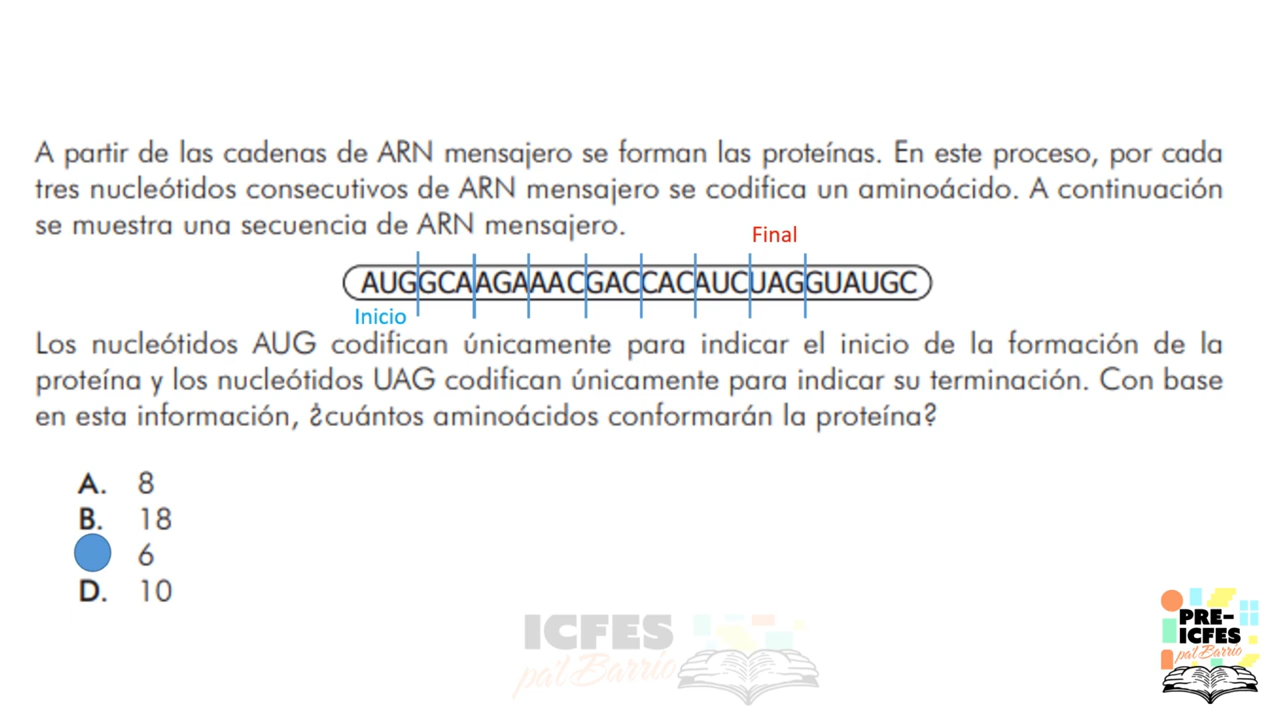 A partir de las cadenas de ARN mensajero se forman las proteínas. En este proceso, por cada
tres nucleótidos consecutivos de ARN mensajero se codifica un aminoácido. A continuación
se muestra una secuencia de ARN mensajero.
Final
AUGGCAAGAAACGACCACAUCUAGGUAUGC
Inicio
Los nucleótidos AUG codifican únicamente para indicar el inicio de la formación de la
proteína y los nucleótidos UAG codifican únicamente para indicar su terminación. Con base
en esta información, ¿cuántos aminoácidos conformarán la proteína?
A. 8
B. 18
6
D. 10
ICFES
pa'l Barrio
PRE-
ICFES
pa'l Barrio